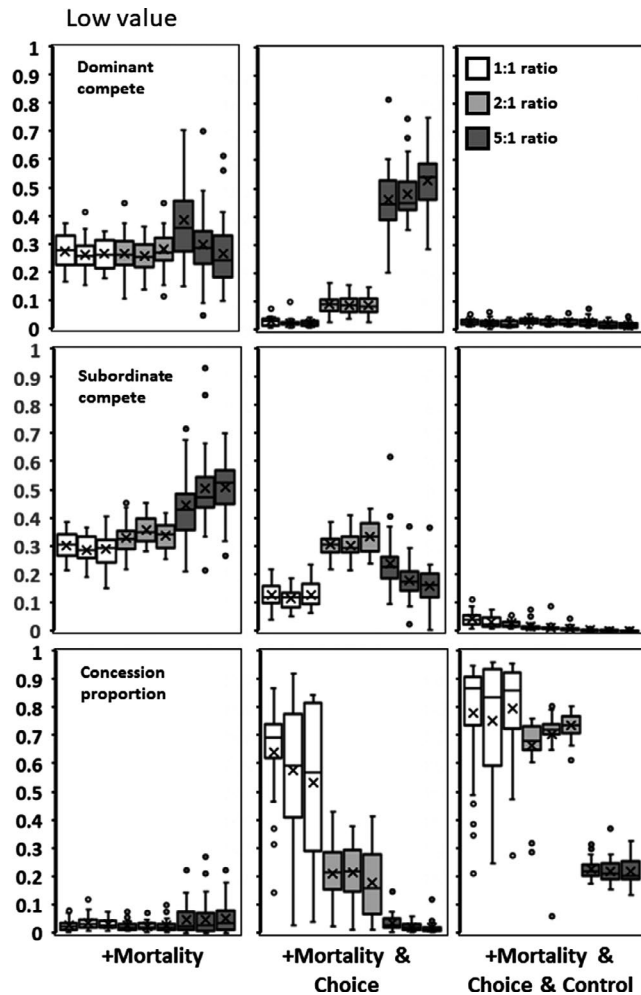 Low value
1
0.9
0.8
0.7
0.6
0.5
0.4
0.3
0.2
0.1
0
Dominant
compete
1:1 ratio
2:1 ratio
5:1 ratio
1
0.9
0.8
0.7
0.6
0.5
0.4
0.3
0.2
0.1
0
Subordinate
compete
1
0.9
0.8
0.7
0.6
0.5
0.4
0.3
0.2
0.1
0
Concession
proportion
+Mortality
+Mortality &
Choice
+Mortality &
Choice & Control